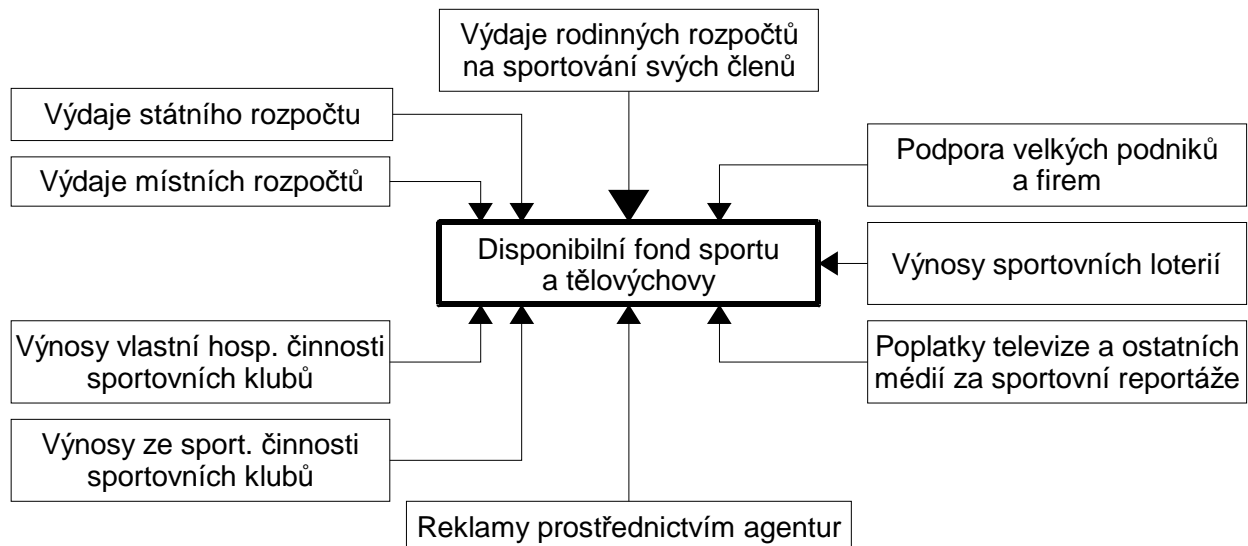 Výdaje rodinných rozpočtů
na sportování svých členů
Výdaje státního rozpočtu
Výdaje místních rozpočtů
Podpora velkých podniků
a firem
Disponibilní fond sportu
a tělovýchovy
Výnosy sportovních loterií
Výnosy vlastní hosp. činnosti
sportovních klubů
Poplatky televize a ostatních
médií za sportovní reportáže
Výnosy ze sport. činnosti
sportovních klubů
Reklamy prostřednictvím agentur